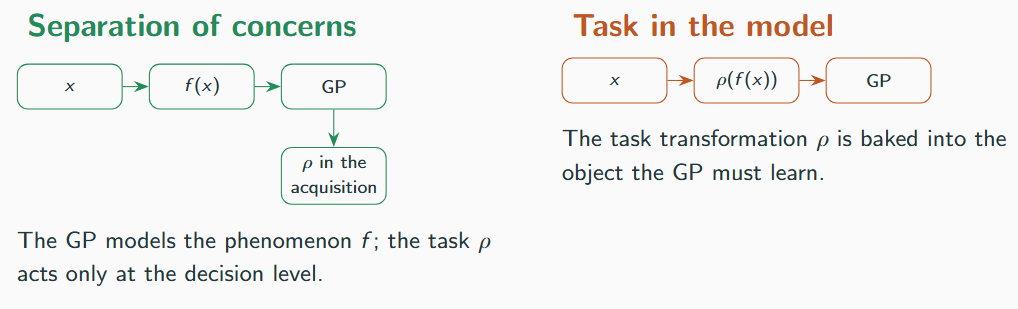 Separation of concerns
x
f(x)
GP
ρ in the
acquisition
The GP models the phenomenon f; the task ρ
acts only at the decision level.
Task in the model
x
ρ(f(x))
GP
The task transformation ρ is baked into the
object the GP must learn.